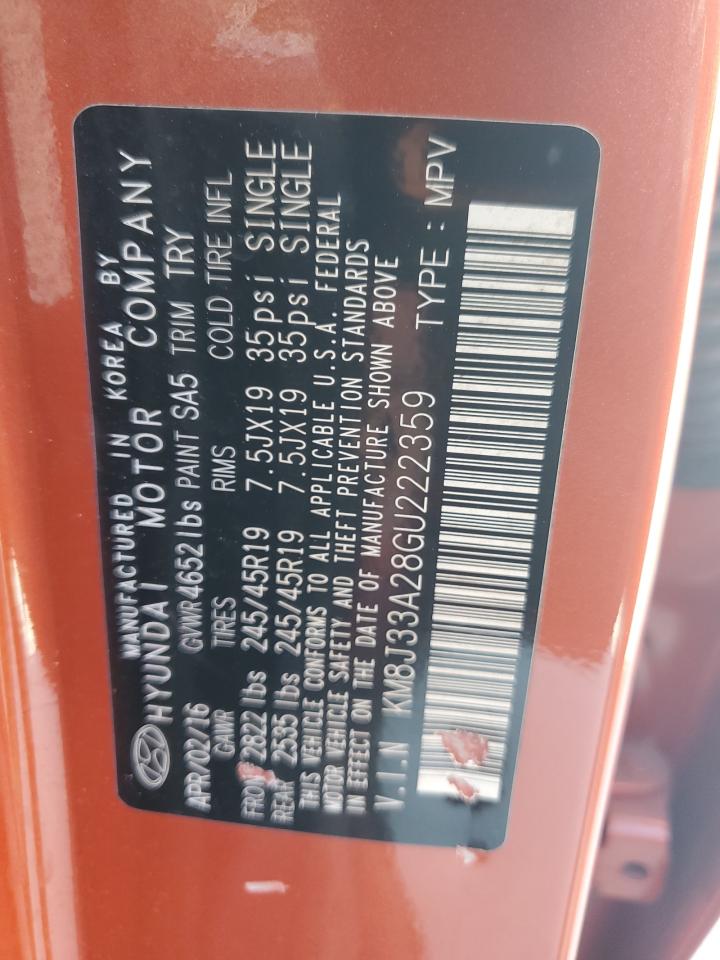 MANUFACTURED IN KOREA BY
HYUNDAI MOTOR COMPANY
APR/02/16 GVWR 4652 lbs PAINT SA5 TRIM TRY
GAWR TIRES RIMS COLD TIRE INFL
FRONT 2822 lbs 245/45R19 7.5JX19 35psi SINGLE
REAR 2535 lbs 245/45R19 7.5JX19 35psi SINGLE
THIS VEHICLE CONFORMS TO ALL APPLICABLE U.S.A. FEDERAL
MOTOR VEHICLE SAFETY AND THEFT PREVENTION STANDARDS
IN EFFECT ON THE DATE OF MANUFACTURE SHOWN ABOVE
V.I.N KM8J33A28GU222359 TYPE : MPV